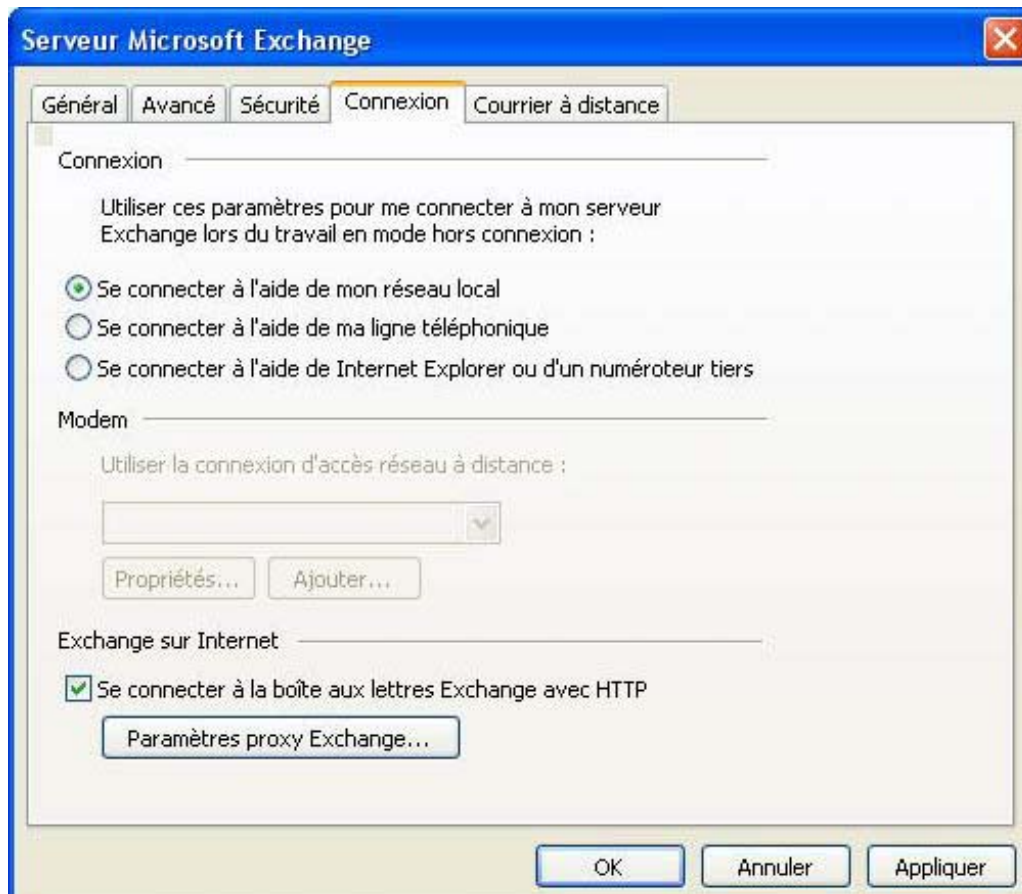 Serveur Microsoft Exchange
Général Avancé Sécurité Connexion Courrier à distance
Connexion
Utiliser ces paramètres pour me connecter à mon serveur
Exchange lors du travail en mode hors connexion :
Se connecter à l'aide de mon réseau local
Se connecter à l'aide de ma ligne téléphonique
Se connecter à l'aide de Internet Explorer ou d'un numéroteur tiers
Modem
Utiliser la connexion d'accès réseau à distance :
Propriétés... Ajouter...
Exchange sur Internet
Se connecter à la boîte aux lettres Exchange avec HTTP
Paramètres proxy Exchange...
OK Annuler Appliquer